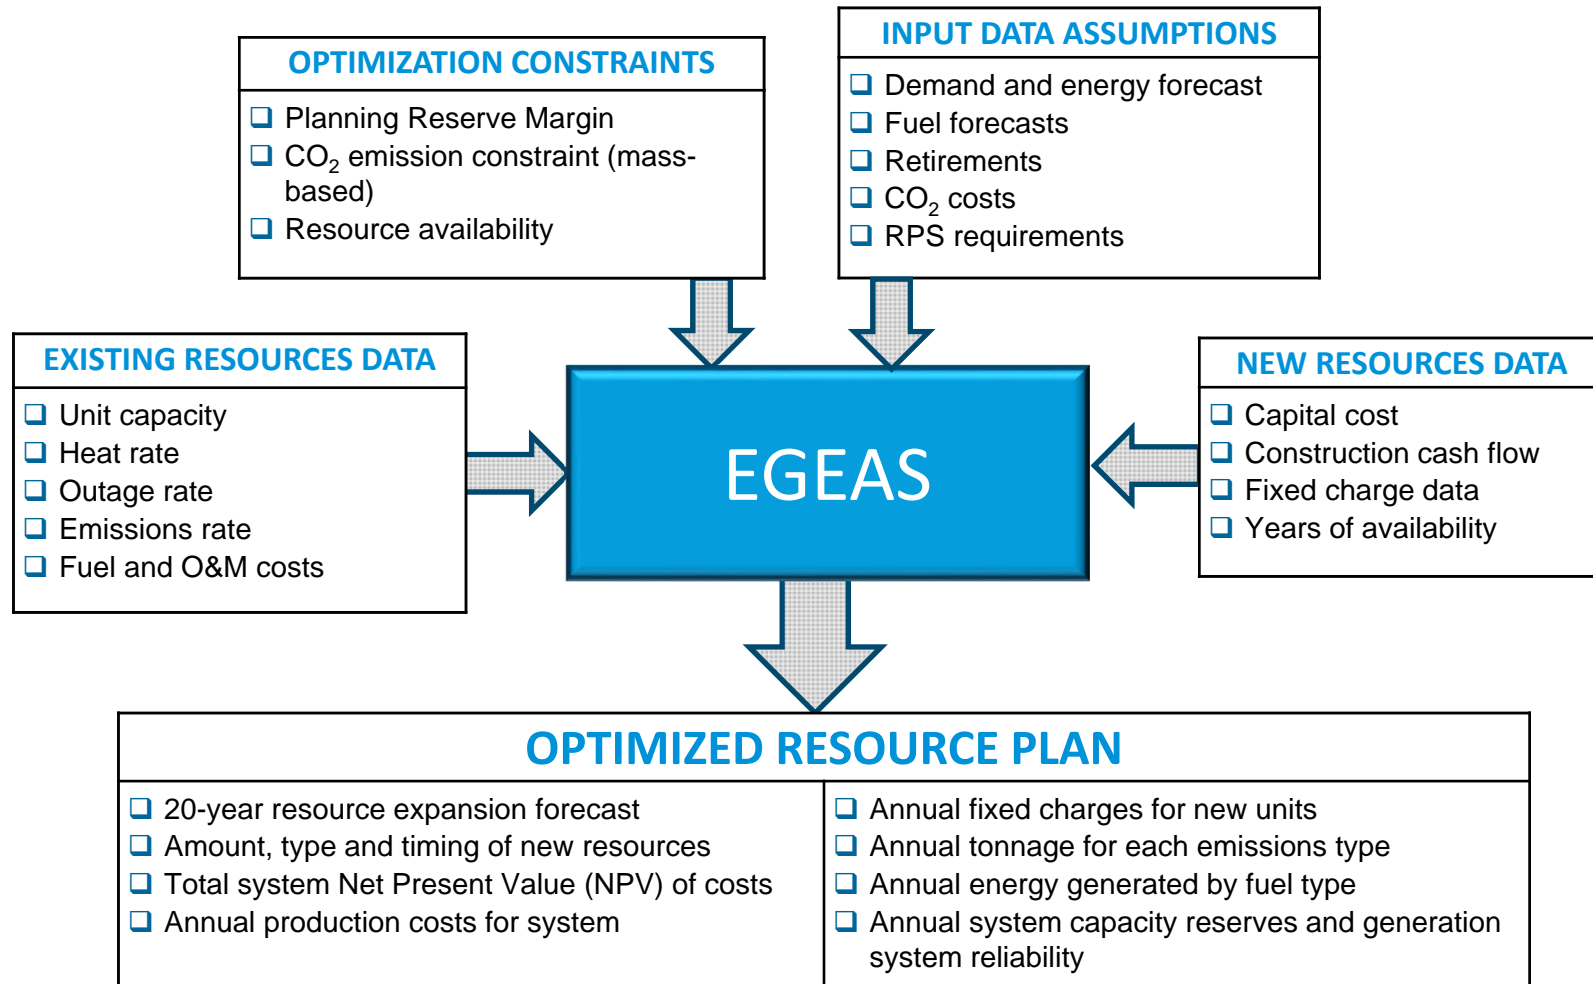 OPTIMIZATION CONSTRAINTS
Planning Reserve Margin
CO₂ emission constraint (mass-
based)
Resource availability
INPUT DATA ASSUMPTIONS
Demand and energy forecast
Fuel forecasts
Retirements
CO₂ costs
RPS requirements
EXISTING RESOURCES DATA
Unit capacity
Heat rate
Outage rate
Emissions rate
Fuel and O&M costs
EGEAS
NEW RESOURCES DATA
Capital cost
Construction cash flow
Fixed charge data
Years of availability
OPTIMIZED RESOURCE PLAN
20-year resource expansion forecast
Amount, type and timing of new resources
Total system Net Present Value (NPV) of costs
Annual production costs for system
Annual fixed charges for new units
Annual tonnage for each emissions type
Annual energy generated by fuel type
Annual system capacity reserves and generation
system reliability